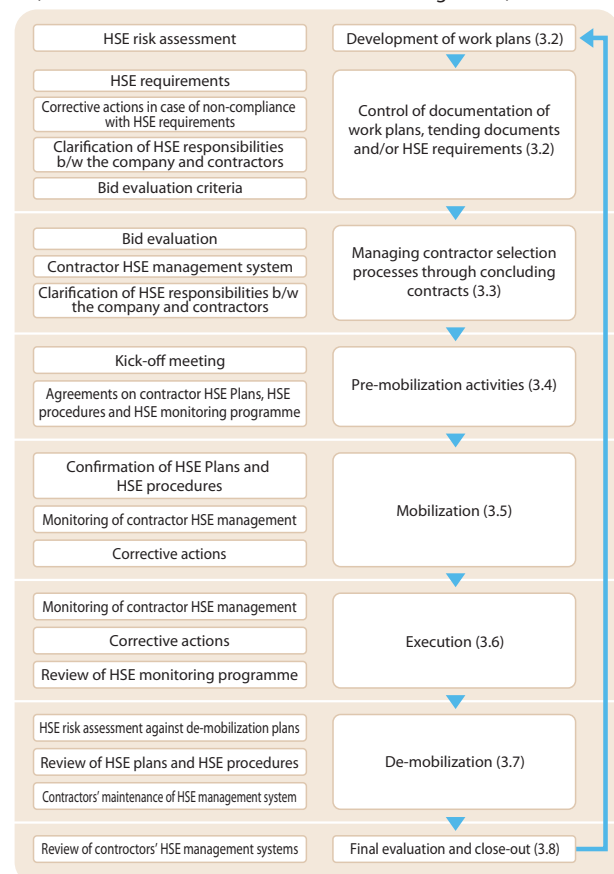 HSE risk assessment
Development of work plans (3.2)
HSE requirements
Corrective actions in case of non-compliance
with HSE requirements
Clarification of HSE responsibilities
b/w the company and contractors
Bid evaluation criteria
Control of documentation of
work plans, tending documents
and/or HSE requirements (3.2)
Bid evaluation
Contractor HSE management system
Clarification of HSE responsibilities b/w
the company and contractors
Managing contractor selection
processes through concluding
contracts (3.3)
Kick-off meeting
Agreements on contractor HSE Plans, HSE
procedures and HSE monitoring programme
Pre-mobilization activities (3.4)
Confirmation of HSE Plans and
HSE procedures
Monitoring of contractor HSE management
Corrective actions
Mobilization (3.5)
Monitoring of contractor HSE management
Corrective actions
Review of HSE monitoring programme
Execution (3.6)
HSE risk assessment against de-mobilization plans
Review of HSE plans and HSE procedures
Contractors' maintenance of HSE management system
De-mobilization (3.7)
Review of controctors' HSE management systems
Final evaluation and close-out (3.8)